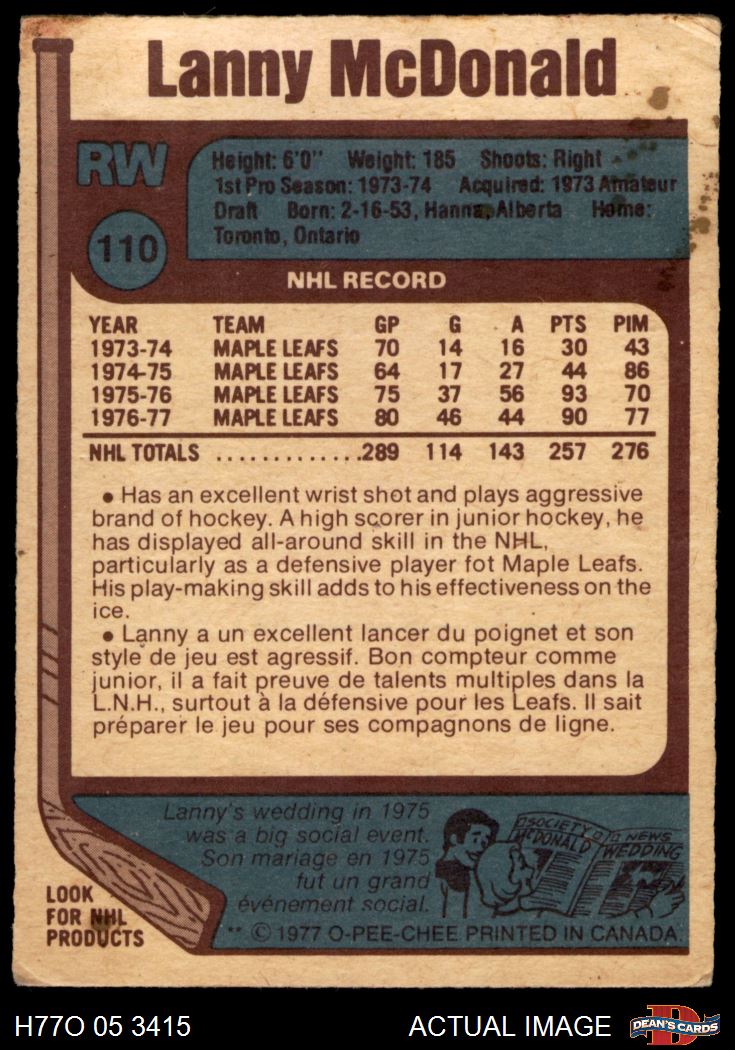 Lanny McDonald
RW
Height: 6'0" Weight: 185 Shoots: Right
1st Pro Season: 1973-74 Acquired: 1973 Amateur
Draft Born: 2-16-53, Hanna, Alberta Home:
Toronto, Ontario
110
NHL RECORD
YEAR TEAM GP G A PTS PIM
1973-74 MAPLE LEAFS 70 14 16 30 43
1974-75 MAPLE LEAFS 64 17 27 44 86
1975-76 MAPLE LEAFS 75 37 56 93 70
1976-77 MAPLE LEAFS 80 46 44 90 77
NHL TOTALS .............289 114 143 257 276
• Has an excellent wrist shot and plays aggressive
brand of hockey. A high scorer in junior hockey, he
has displayed all-around skill in the NHL,
particularly as a defensive player fot Maple Leafs.
His play-making skill adds to his effectiveness on the
ice.
• Lanny a un excellent lancer du poignet et son
style de jeu est agressif. Bon compteur comme
junior, il a fait preuve de talents multiples dans la
L.N.H., surtout à la défensive pour les Leafs. Il sait
préparer le jeu pour ses compagnons de ligne.
Lanny's wedding in 1975
was a big social event.
Son mariage en 1975
fut un grand
événement social.
SOCIETY NEWS
McDONALD WEDDING
LOOK
FOR NHL
PRODUCTS
** © 1977 O-PEE-CHEE PRINTED IN CANADA.
H77O 05 3415 ACTUAL IMAGE
D
DEAN'S CARDS